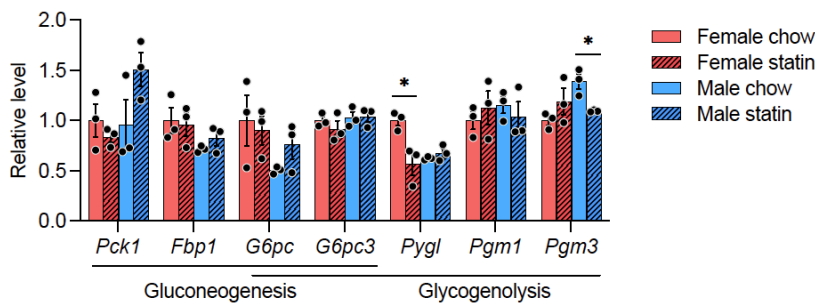 Relative level
2.0
1.5
1.0
0.5
0.0
*
*
Female chow
Female statin
Male chow
Male statin
Pck1 Fbp1 G6pc G6pc3 Pygl Pgm1 Pgm3
Gluconeogenesis Glycogenolysis